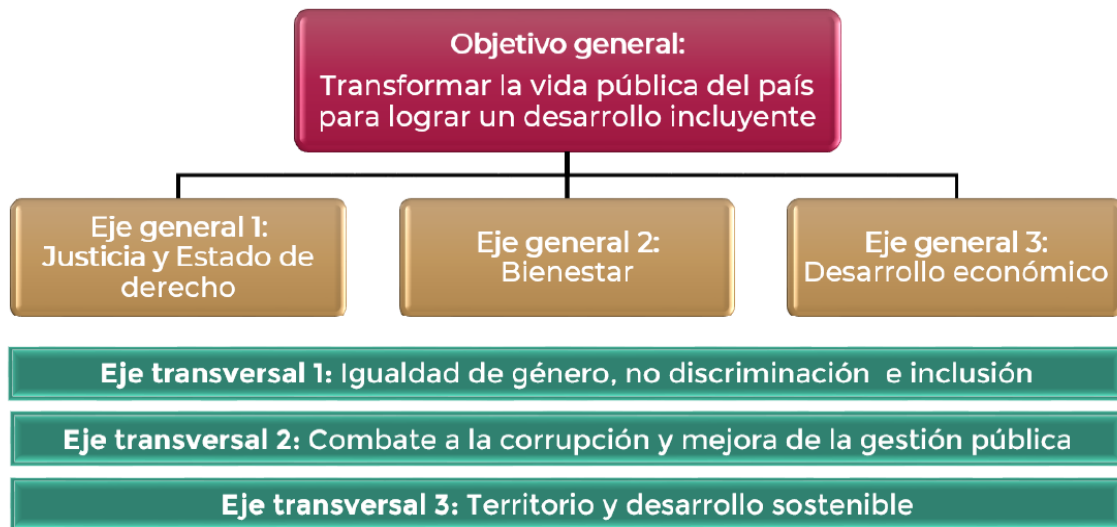 Objetivo general:
Transformar la vida pública del país
para lograr un desarrollo incluyente
Eje general 1:
Justicia y Estado de
derecho
Eje general 2:
Bienestar
Eje general 3:
Desarrollo económico
Eje transversal 1: Igualdad de género, no discriminación e inclusión
Eje transversal 2: Combate a la corrupción y mejora de la gestión pública
Eje transversal 3: Territorio y desarrollo sostenible